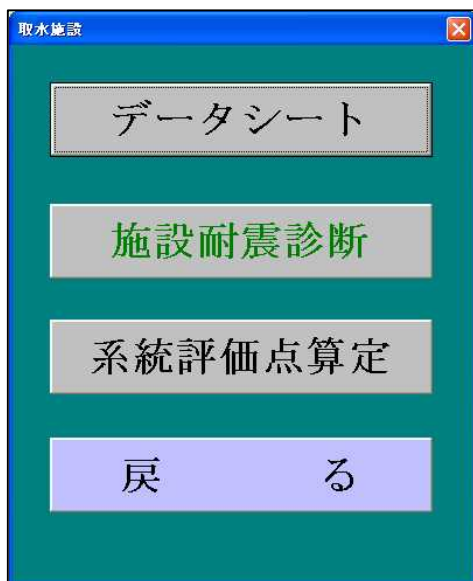 取水施設
データシート
施設耐震診断
系統評価点算定
戻 る